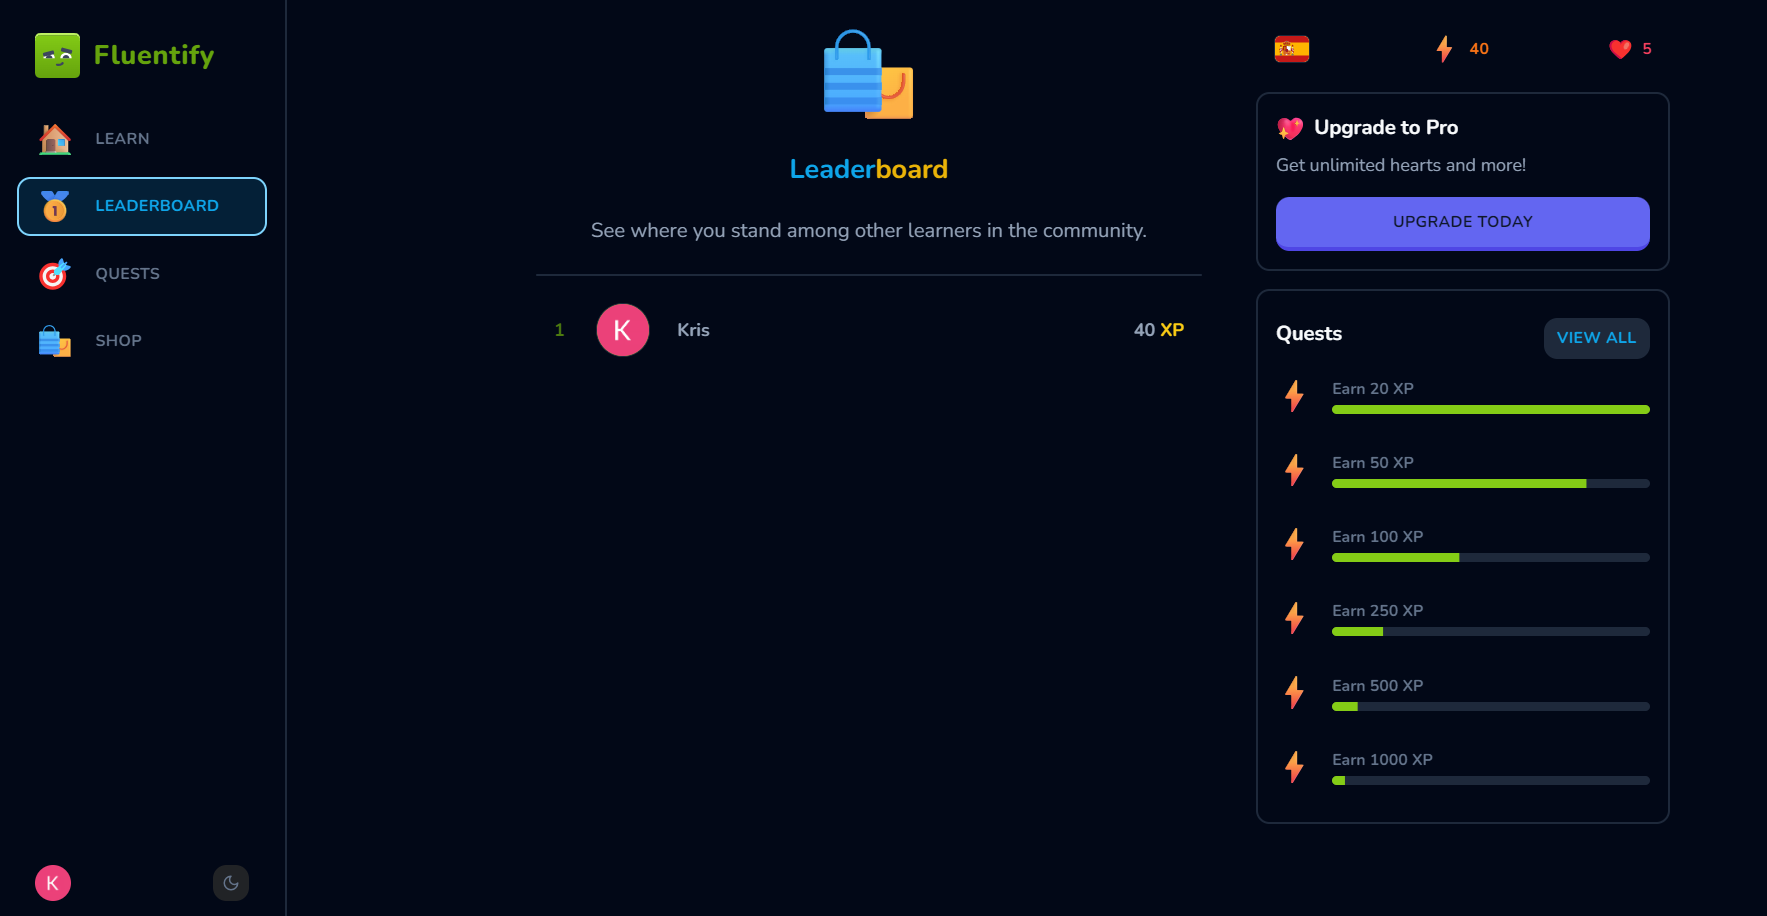 Fluentify
LEARN
1
LEADERBOARD
QUESTS
SHOP
K
Leaderboard
See where you stand among other learners in the community.
1 K Kris 40 XP
40 5
Upgrade to Pro
Get unlimited hearts and more!
UPGRADE TODAY
Quests VIEW ALL
Earn 20 XP
Earn 50 XP
Earn 100 XP
Earn 250 XP
Earn 500 XP
Earn 1000 XP